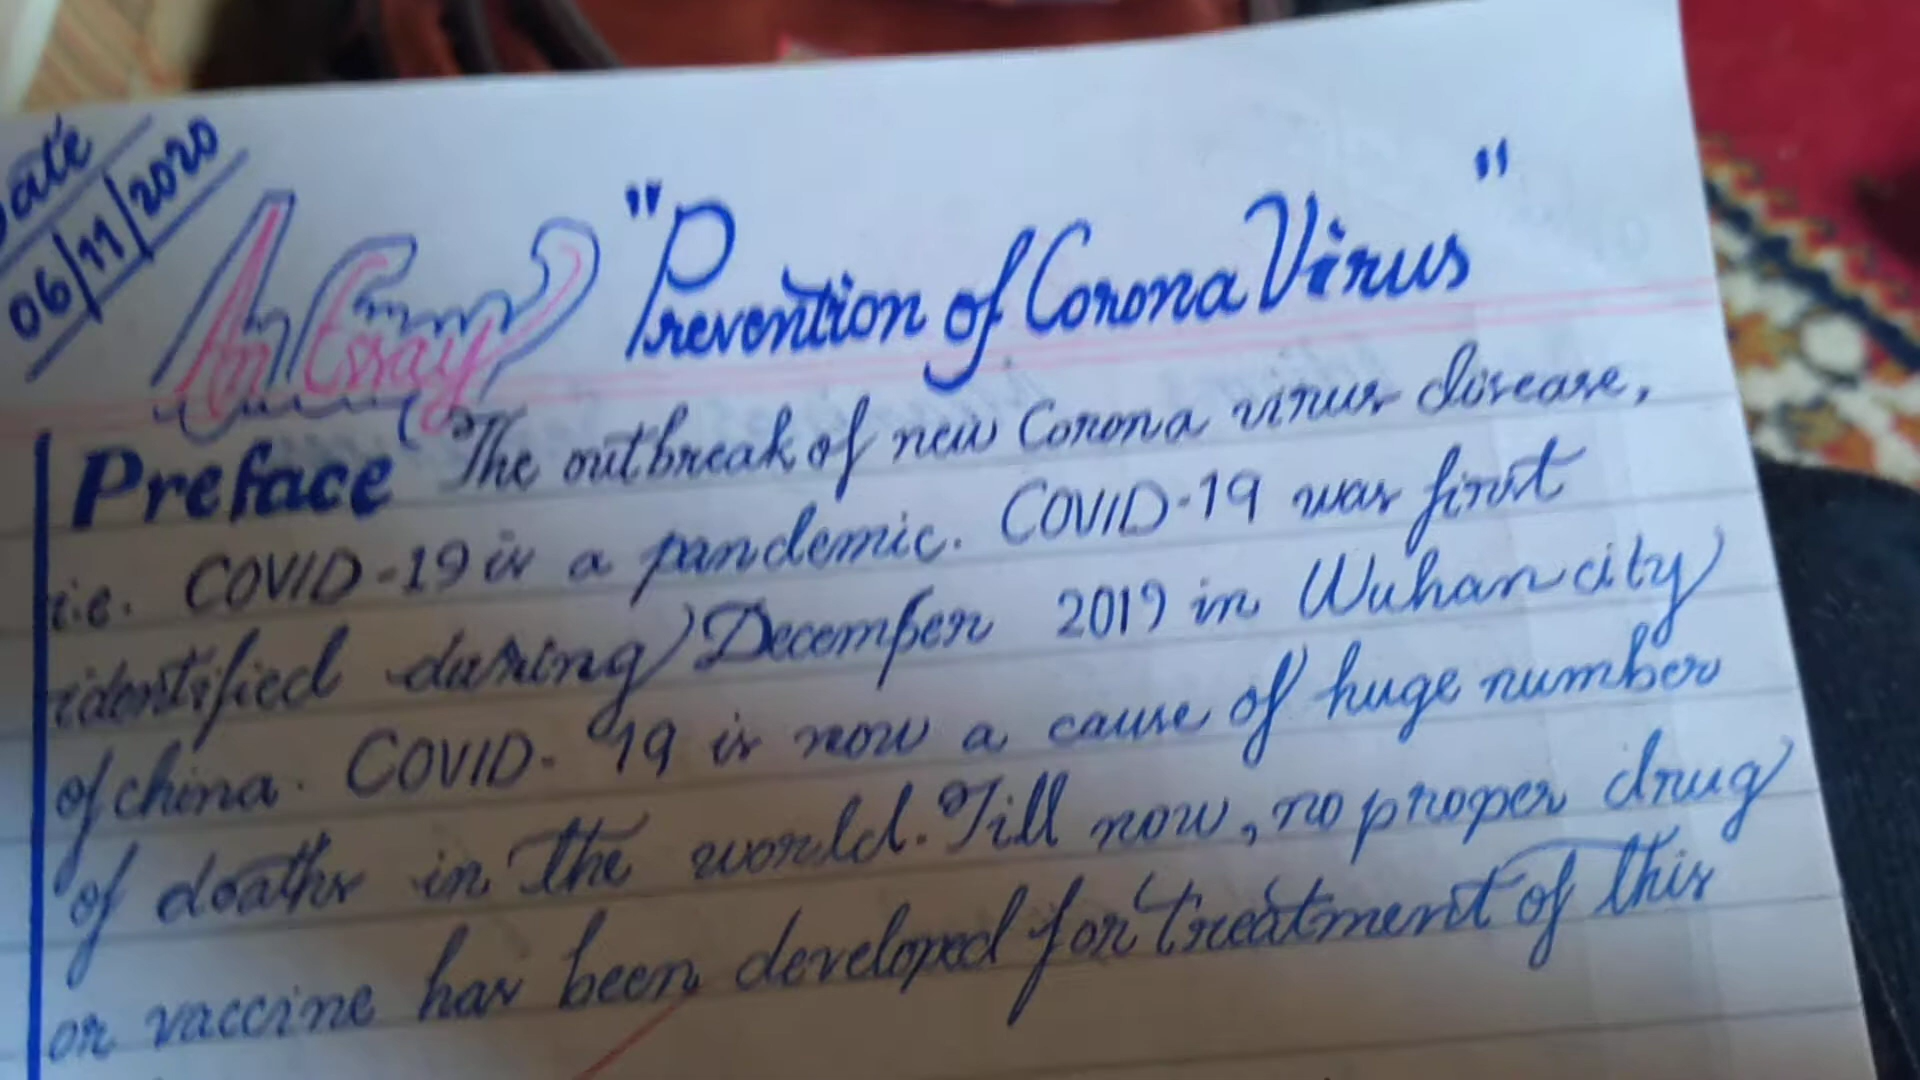 Date
06/11/2020
An Essay "Prevention of Corona Virus"
Preface The outbreak of new Corona virus disease,
i.e. COVID-19 is a pandemic. COVID-19 was first
identified during December 2019 in Wuhan city
of china. COVID-19 is now a cause of huge number
of deaths in the world. Till now, no proper drug
or vaccine has been developed for treatment of this